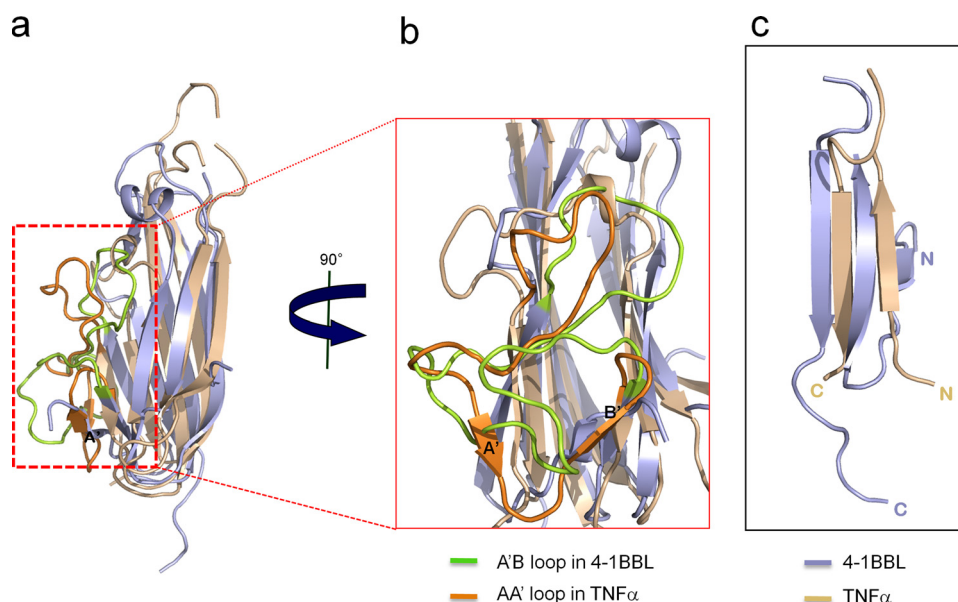 a
b
c
90°
A'
A'
B'
N
C
N
C
A'B loop in 4-1BBL
AA' loop in TNFα
4-1BBL
TNFα